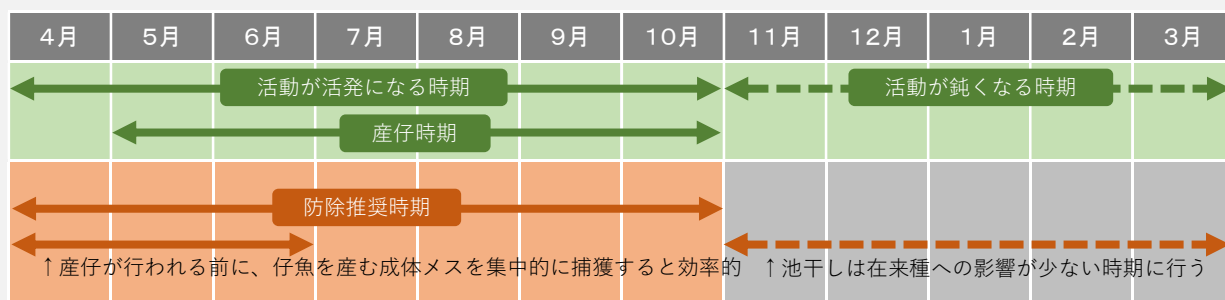 4月 5月 6月 7月 8月 9月 10月 11月 12月 1月 2月 3月
活動が活発になる時期 活動が鈍くなる時期
産仔時期
防除推奨時期
↑産仔が行われる前に、仔魚を産む成体メスを集中的に捕獲すると効率的 ↑池干しは在来種への影響が少ない時期に行う